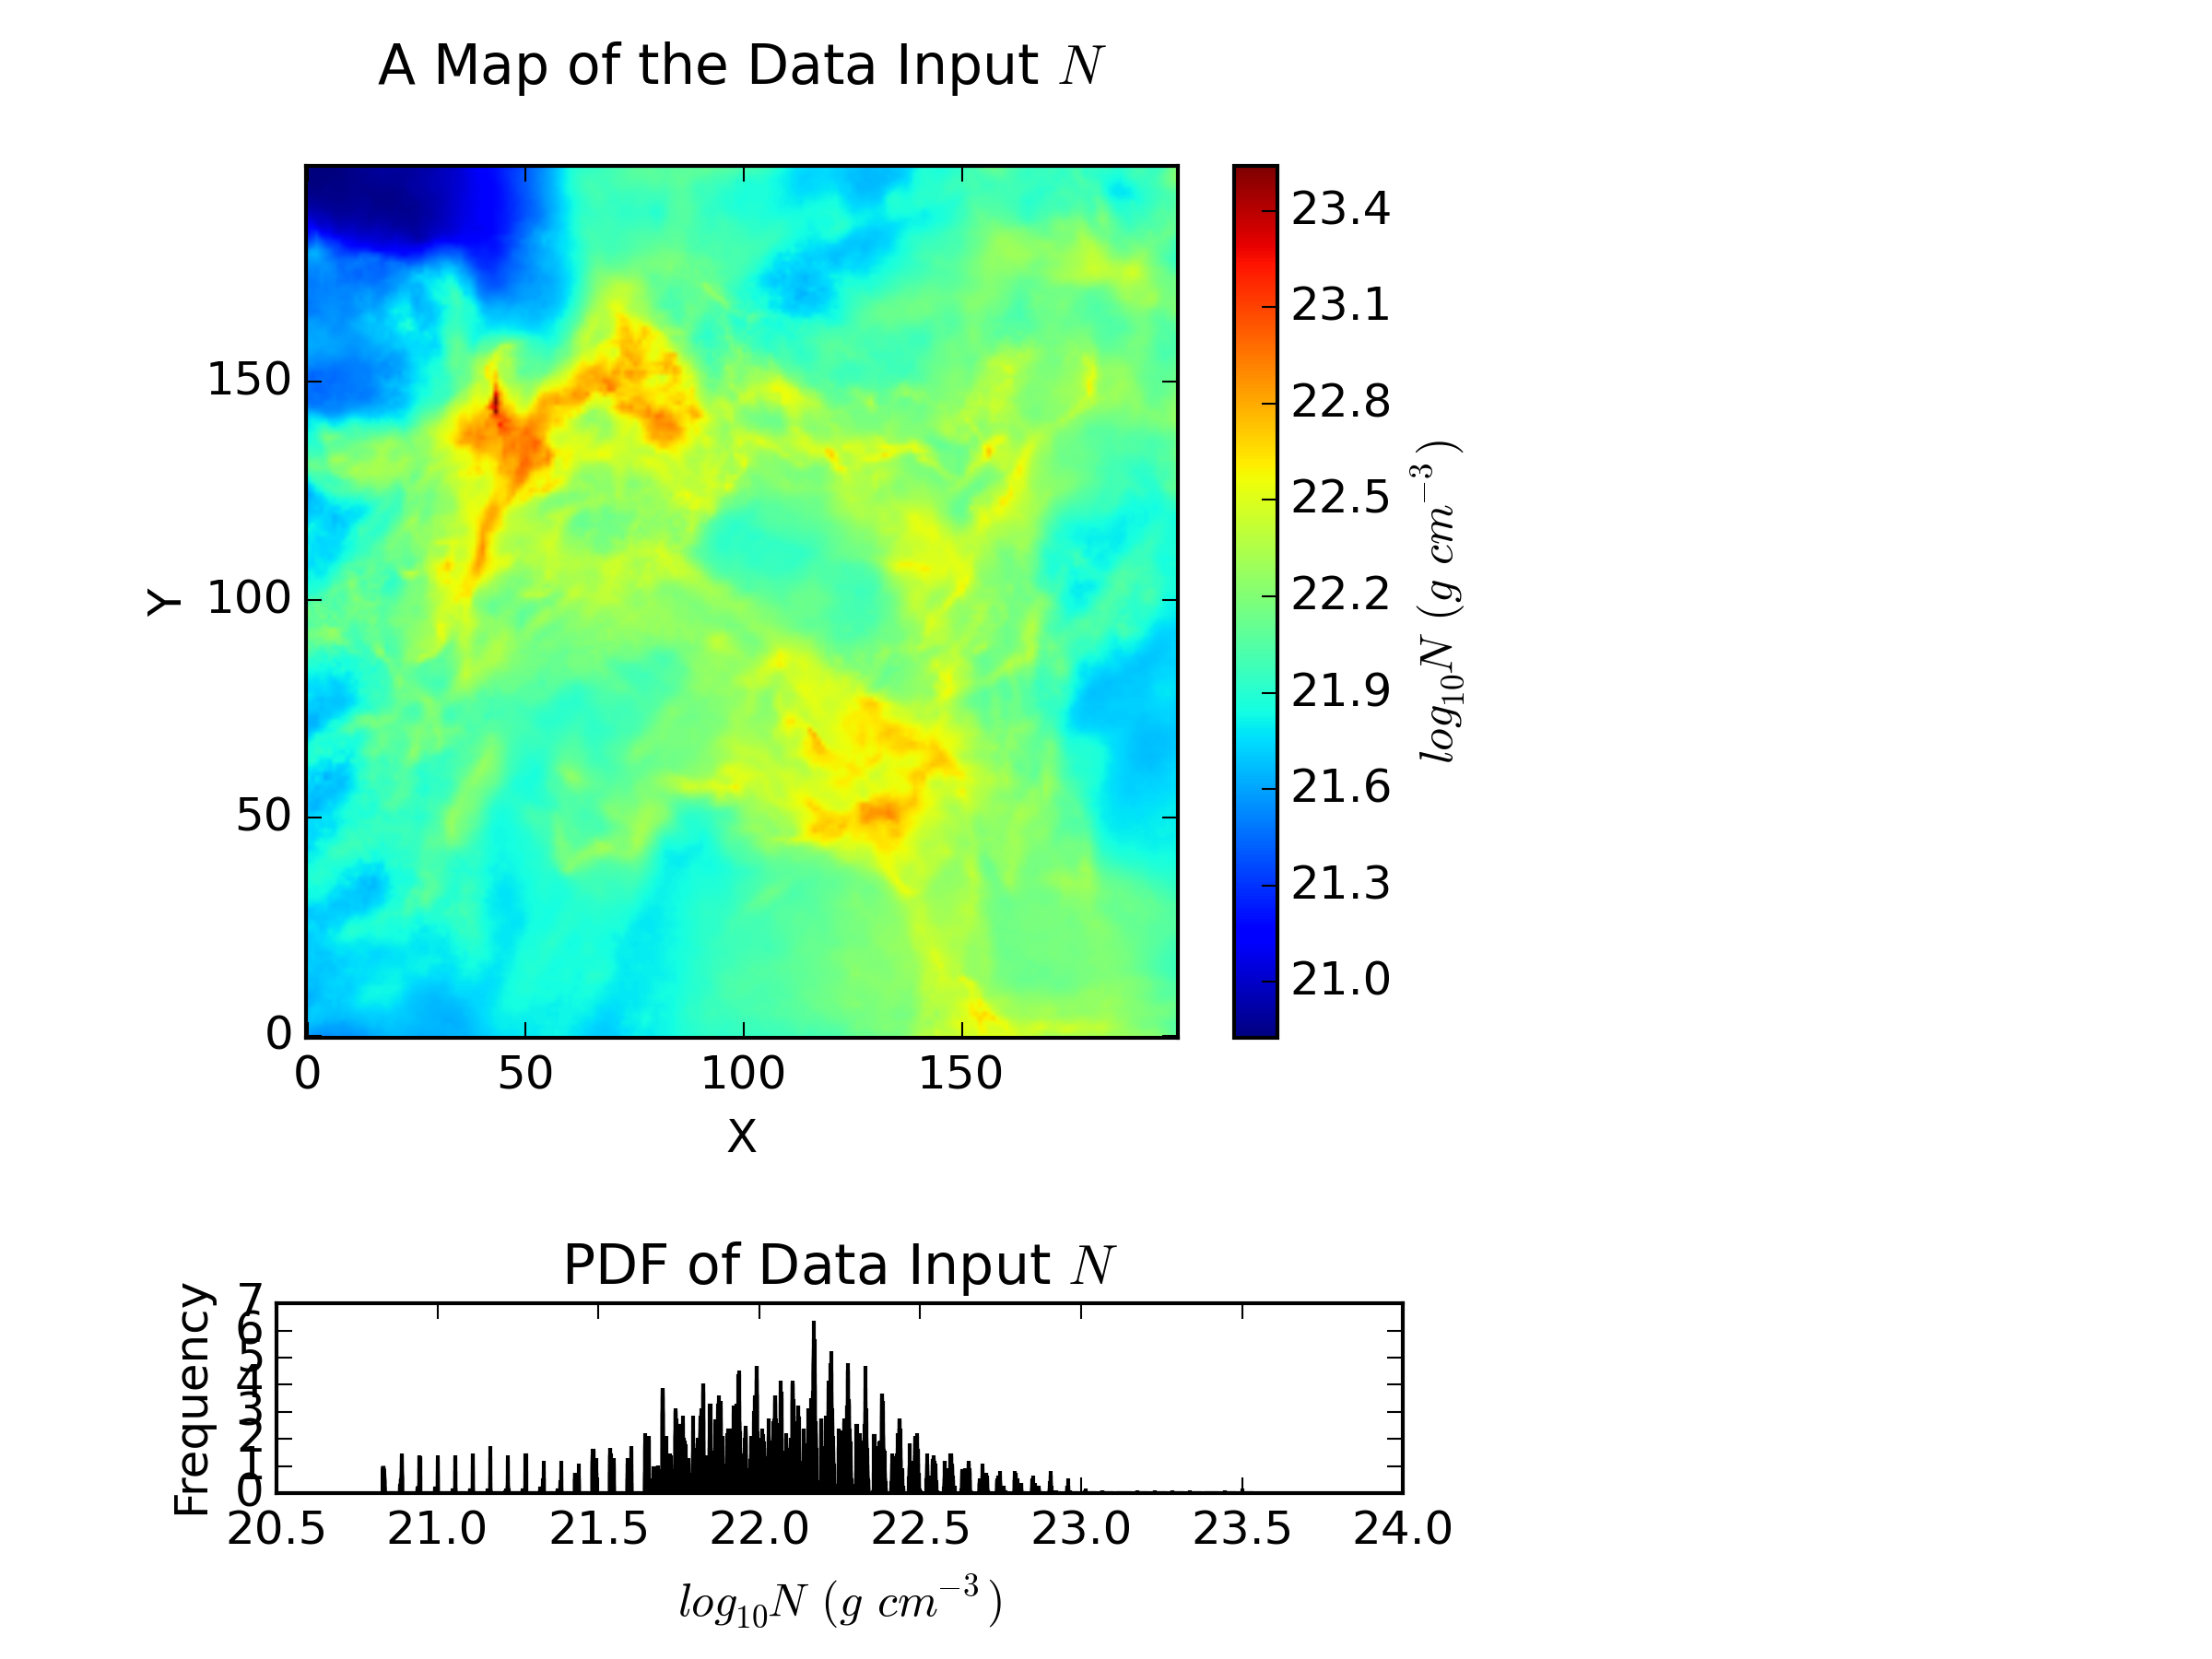 A Map of the Data Input N
150
100
50
0
Y
0 50 100 150
X
23.4
23.1
22.8
22.5
22.2
21.9
21.6
21.3
21.0
log₁₀N (g cm⁻³)
PDF of Data Input N
Frequency
7
6
5
4
3
2
1
0
20.5 21.0 21.5 22.0 22.5 23.0 23.5 24.0
log₁₀N (g cm⁻³)